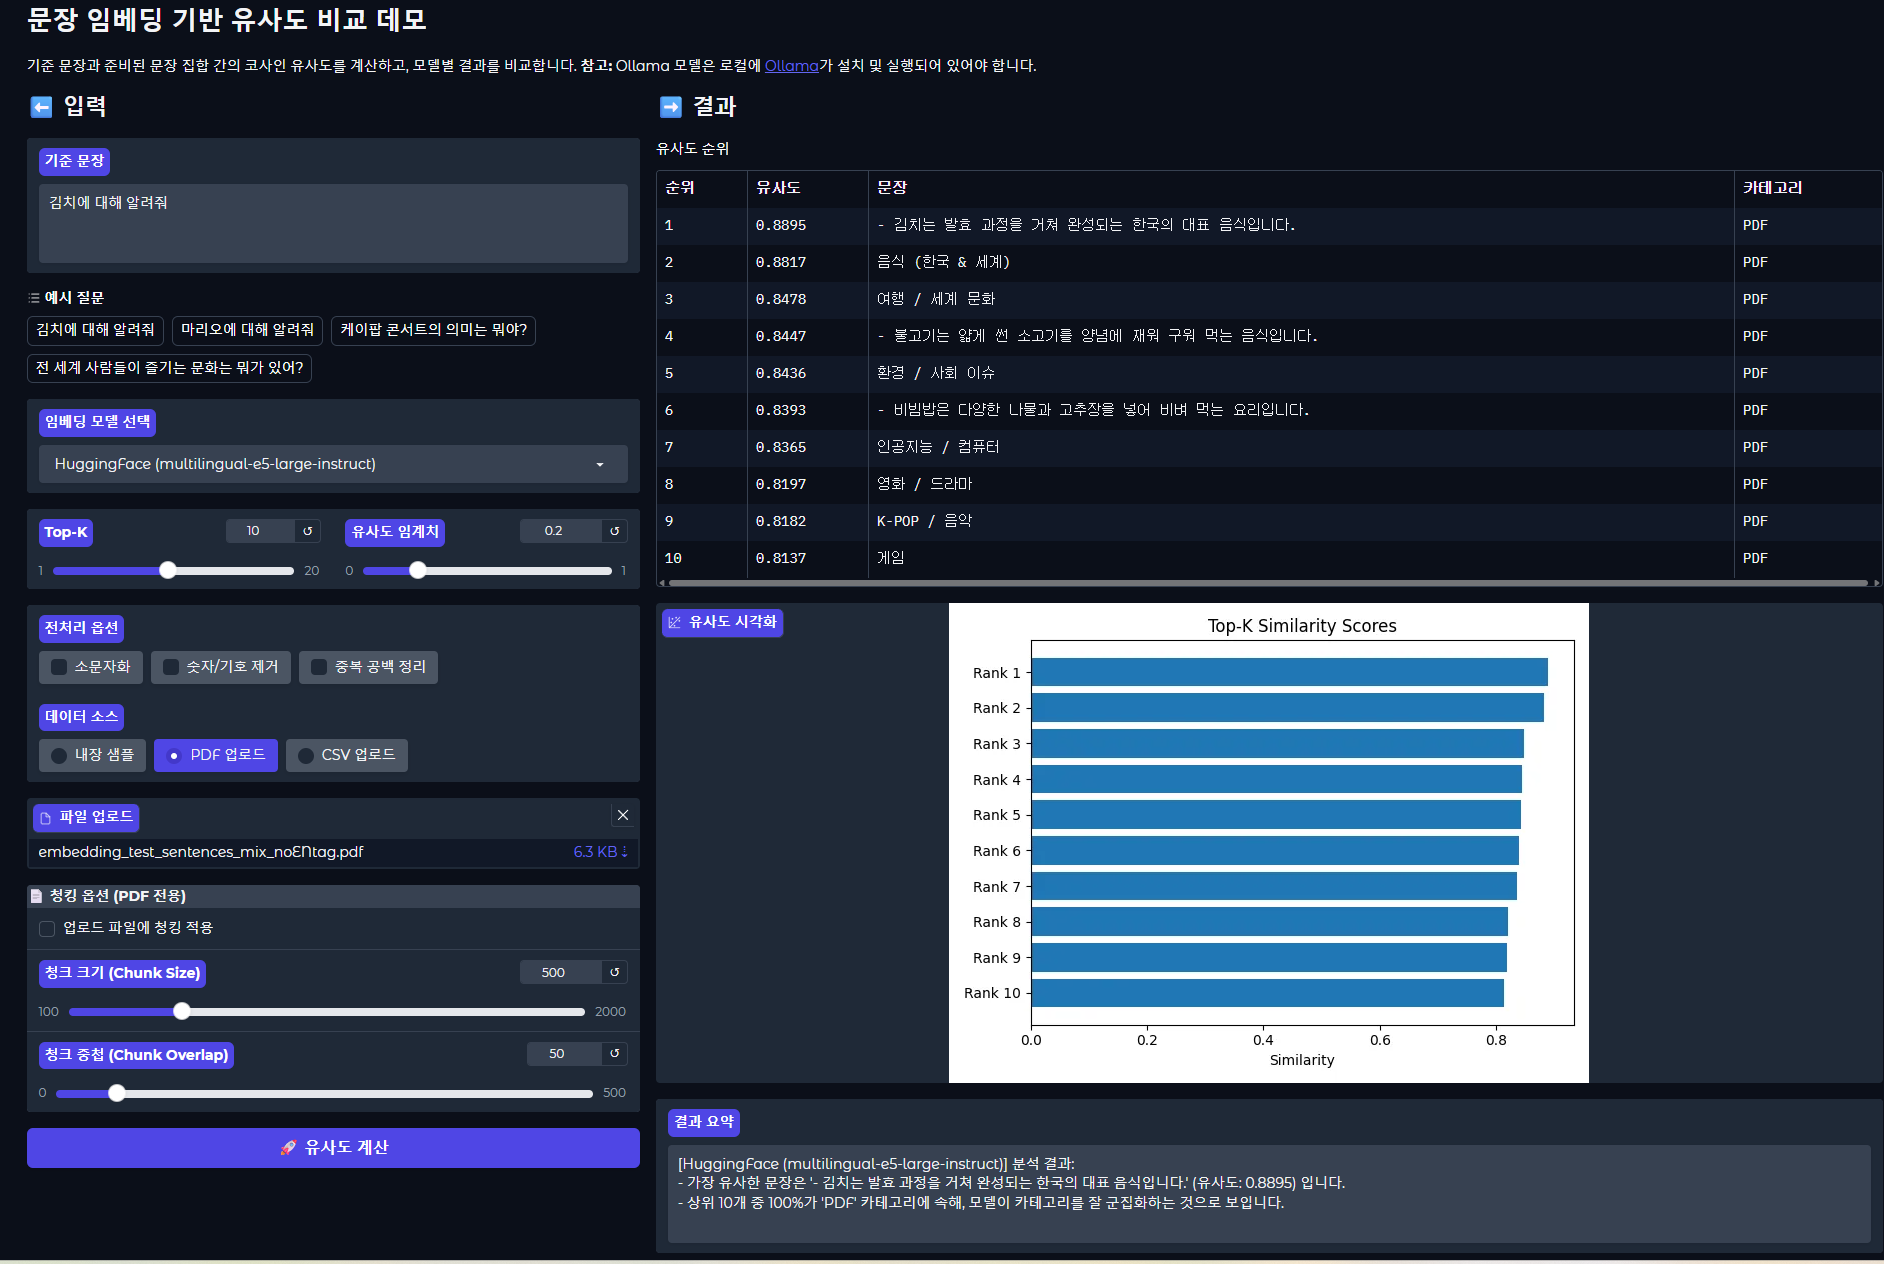 문장 임베딩 기반 유사도 비교 데모
기준 문장과 준비된 문장 집합 간의 코사인 유사도를 계산하고, 모델별 결과를 비교합니다. 참고: Ollama 모델은 로컬에 Ollama가 설치 및 실행되어 있어야 합니다.
⬅️ 입력
기준 문장
김치에 대해 알려줘
예시 질문
김치에 대해 알려줘 마리오에 대해 알려줘 케이팝 콘서트의 의미는 뭐야?
전 세계 사람들이 즐기는 문화는 뭐가 있어?
임베딩 모델 선택
HuggingFace (multilingual-e5-large-instruct)
Top-K 10 ↺ 유사도 임계치 0.2 ↺
1 20 0 1
전처리 옵션
소문자화 숫자/기호 제거 중복 공백 정리
데이터 소스
내장 샘플 PDF 업로드 CSV 업로드
파일 업로드
embedding_test_sentences_mix_noENtag.pdf 6.3 KB ⇣
청킹 옵션 (PDF 전용)
업로드 파일에 청킹 적용
청크 크기 (Chunk Size) 500 ↺
100 2000
청크 중첩 (Chunk Overlap) 50 ↺
0 500
🚀 유사도 계산
➡️ 결과
유사도 순위
순위 유사도 문장 카테고리
1 0.8895 - 김치는 발효 과정을 거쳐 완성되는 한국의 대표 음식입니다. PDF
2 0.8817 음식 (한국 & 세계) PDF
3 0.8478 여행 / 세계 문화 PDF
4 0.8447 - 불고기는 얇게 썬 소고기를 양념에 재워 구워 먹는 음식입니다. PDF
5 0.8436 환경 / 사회 이슈 PDF
6 0.8393 - 비빔밥은 다양한 나물과 고추장을 넣어 비벼 먹는 요리입니다. PDF
7 0.8365 인공지능 / 컴퓨터 PDF
8 0.8197 영화 / 드라마 PDF
9 0.8182 K-POP / 음악 PDF
10 0.8137 게임 PDF
유사도 시각화
Top-K Similarity Scores
Rank 1
Rank 2
Rank 3
Rank 4
Rank 5
Rank 6
Rank 7
Rank 8
Rank 9
Rank 10
0.0 0.2 0.4 0.6 0.8
Similarity
결과 요약
[HuggingFace (multilingual-e5-large-instruct)] 분석 결과:
- 가장 유사한 문장은 '- 김치는 발효 과정을 거쳐 완성되는 한국의 대표 음식입니다.' (유사도: 0.8895) 입니다.
- 상위 10개 중 100%가 'PDF' 카테고리에 속해, 모델이 카테고리를 잘 군집화하는 것으로 보입니다.